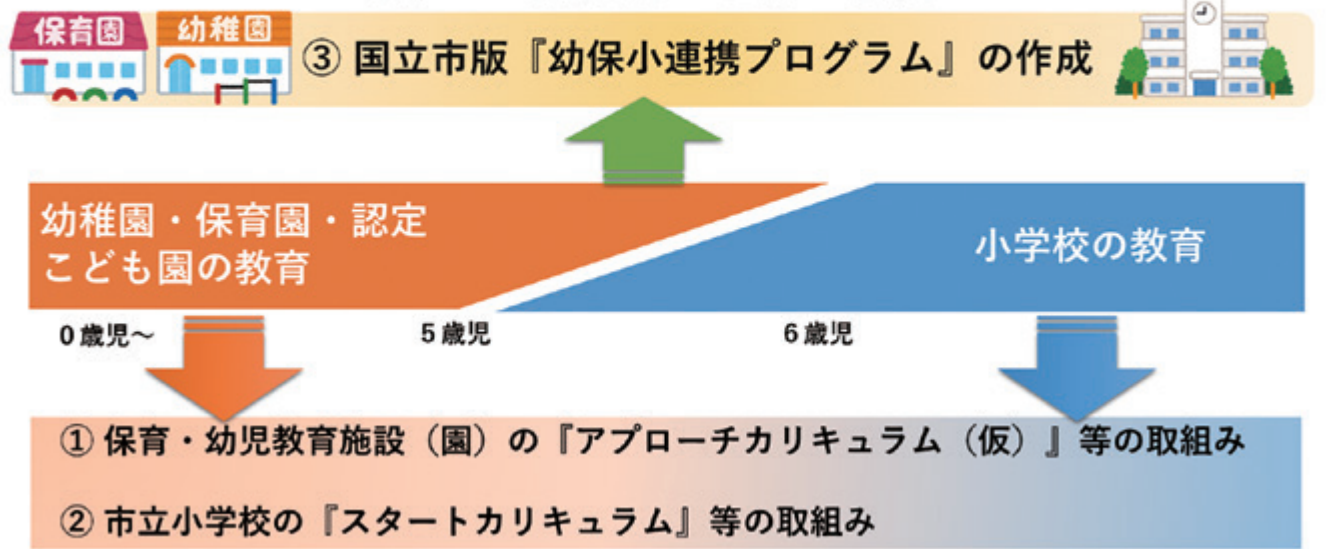 保育園
幼稚園
③ 国立市版『幼保小連携プログラム』の作成
幼稚園・保育園・認定
こども園の教育
小学校の教育
0歳児～
5歳児
6歳児
① 保育・幼児教育施設（園）の『アプローチカリキュラム（仮）』等の取組み
② 市立小学校の『スタートカリキュラム』等の取組み